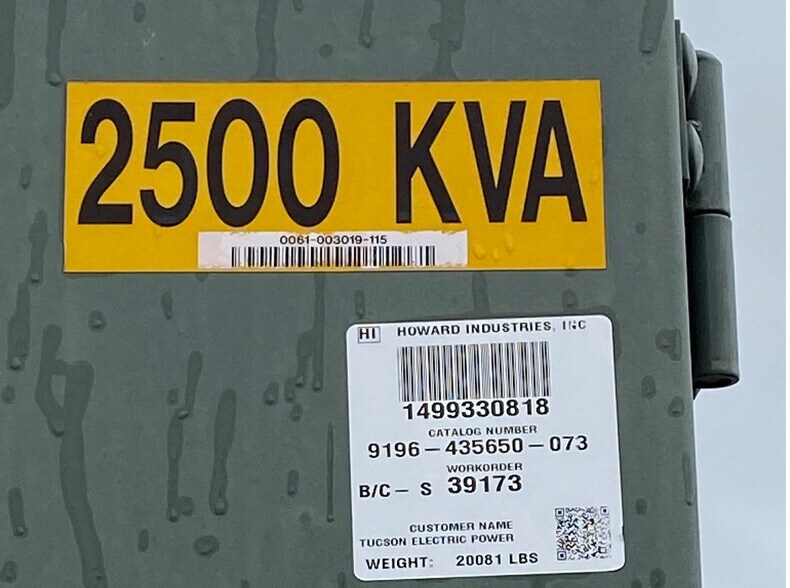 2500 KVA
0061-003019-115
HI HOWARD INDUSTRIES, INC
1499330818
CATALOG NUMBER
9196-435650-073
WORKORDER
B/C- S 39173
CUSTOMER NAME
TUCSON ELECTRIC POWER
WEIGHT: 20081 LBS